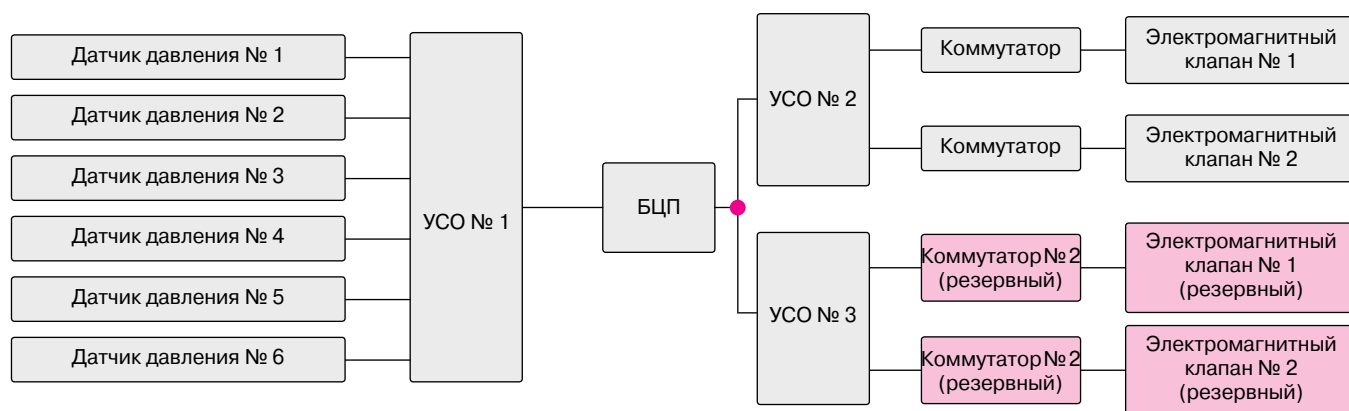 Датчик давления № 1
Датчик давления № 2
Датчик давления № 3
Датчик давления № 4
Датчик давления № 5
Датчик давления № 6
УСО № 1
БЦП
УСО № 2
Коммутатор
Электромагнитный
клапан № 1
Коммутатор
Электромагнитный
клапан № 2
УСО № 3
Коммутатор № 2
(резервный)
Электромагнитный
клапан № 1
(резервный)
Коммутатор № 2
(резервный)
Электромагнитный
клапан № 2
(резервный)